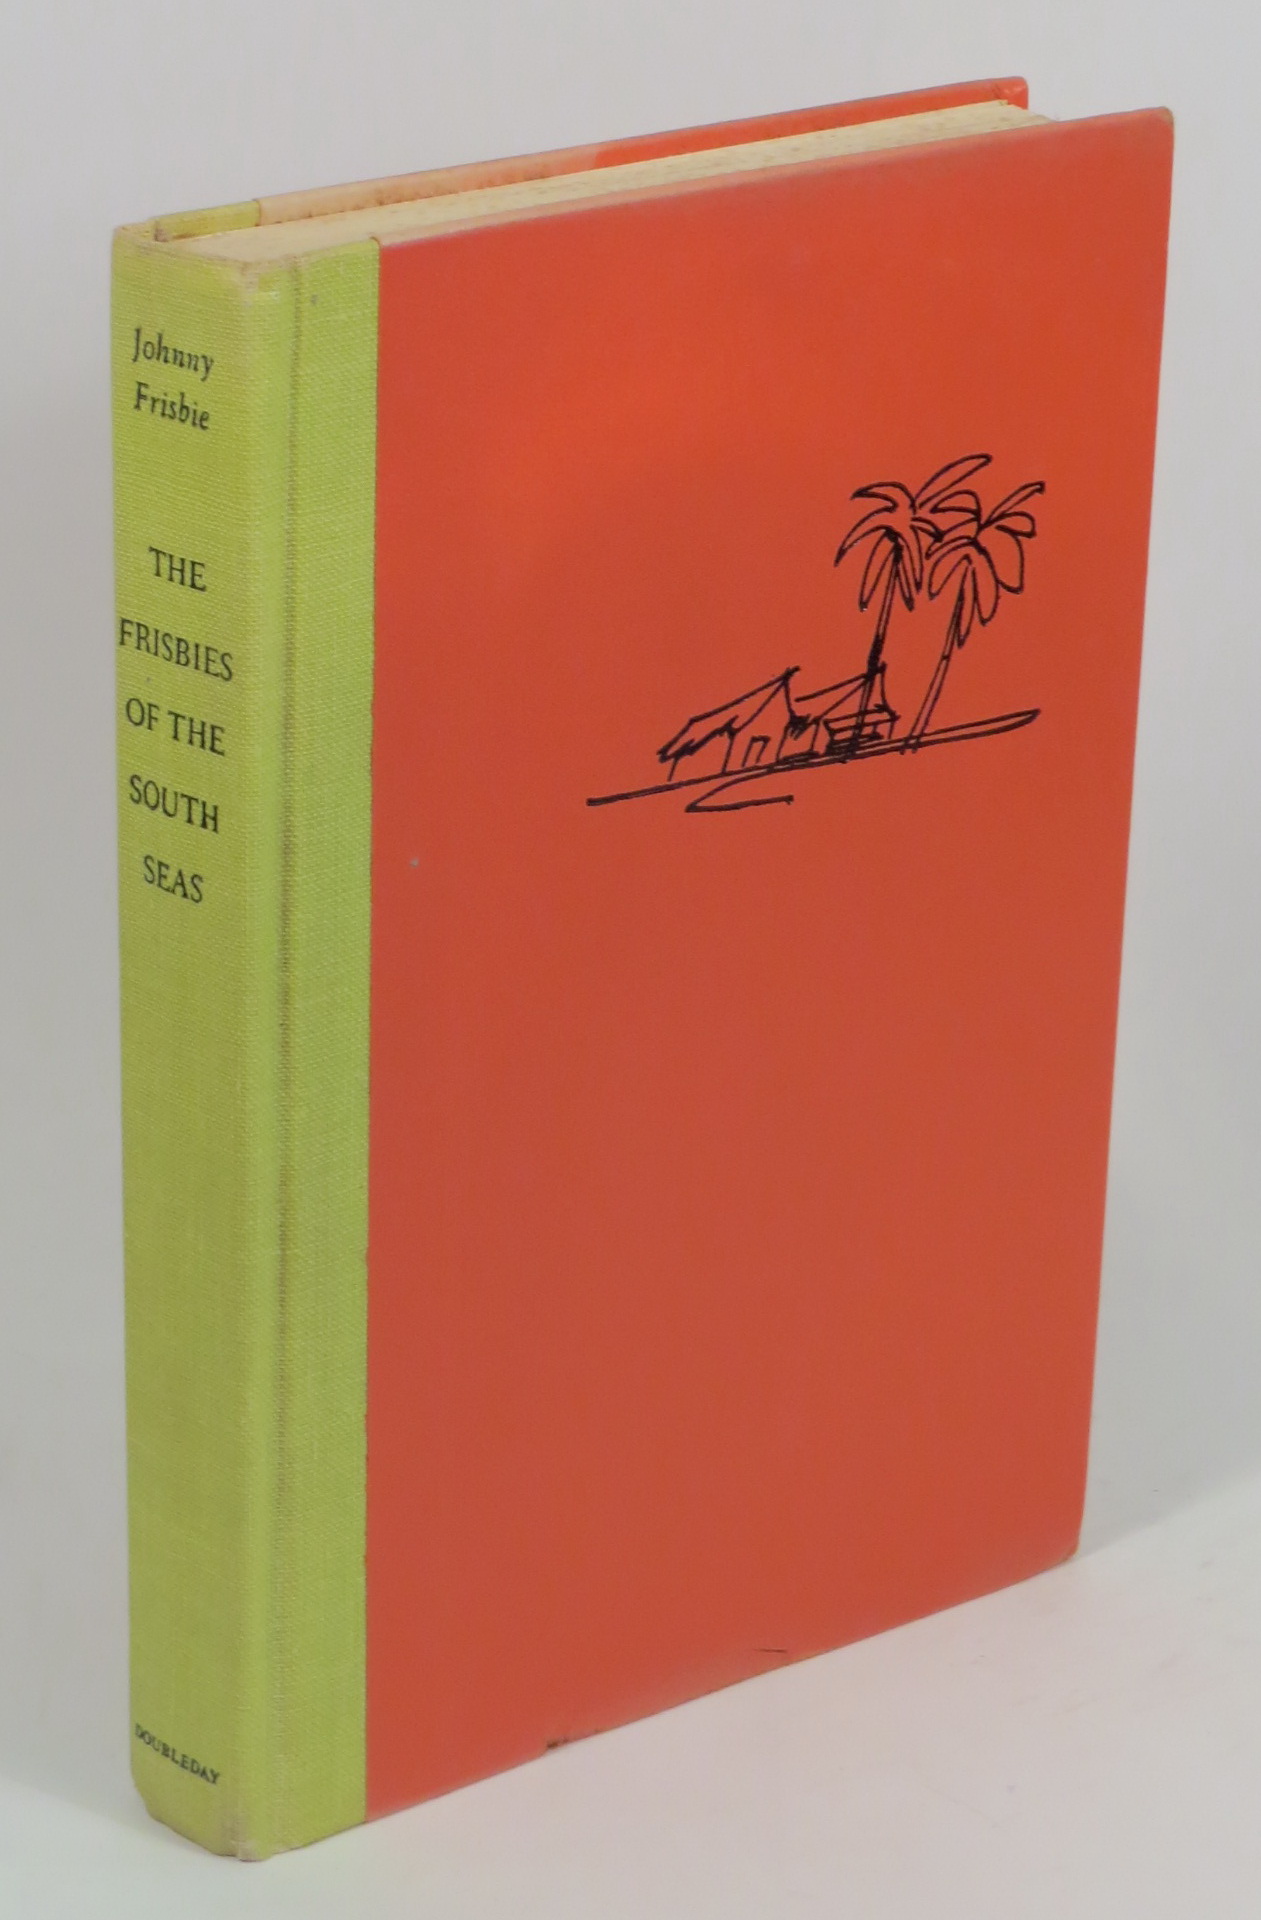 Johnny
Frisbie
THE
FRISBIES
OF THE
SOUTH
SEAS
DOUBLEDAY